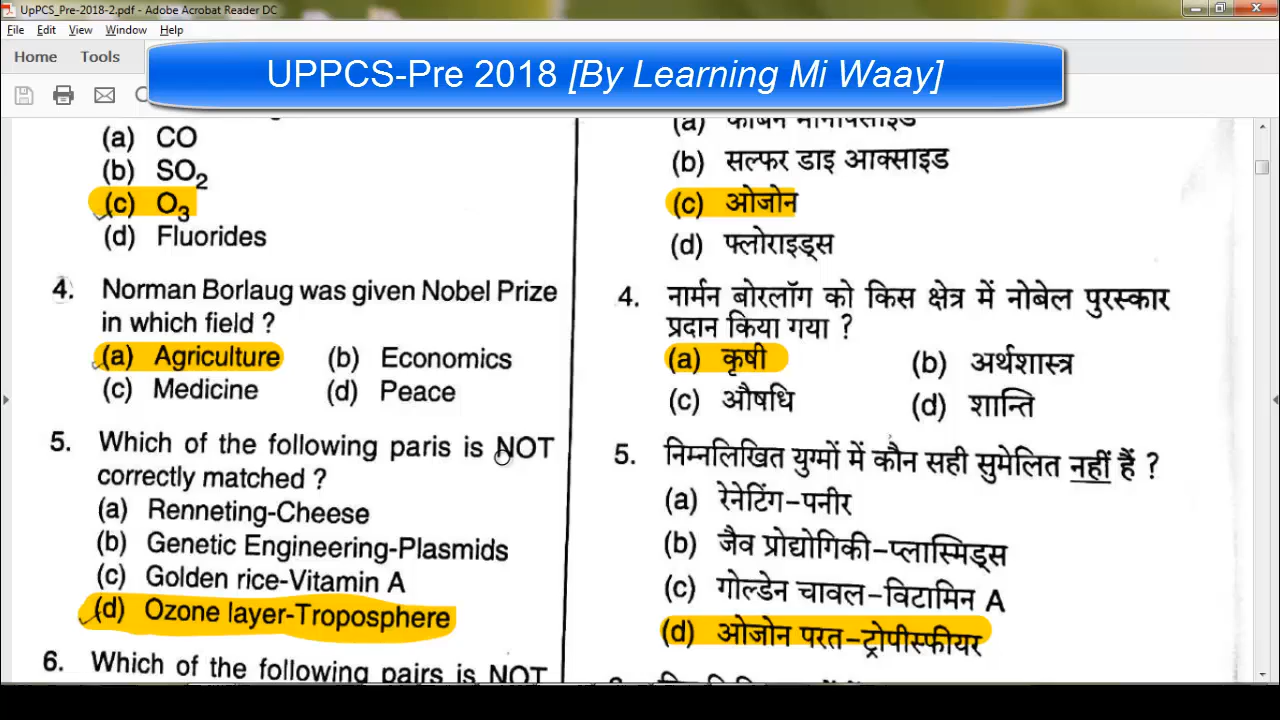 UpPCS_Pre-2018-2.pdf - Adobe Acrobat Reader DC
File Edit View Window Help
Home Tools
UPPCS-Pre 2018 [By Learning Mi Waay]
(a) CO
(b) SO2
(c) O3
(d) Fluorides
4. Norman Borlaug was given Nobel Prize
in which field ?
(a) Agriculture (b) Economics
(c) Medicine (d) Peace
5. Which of the following paris is NOT
correctly matched ?
(a) Renneting-Cheese
(b) Genetic Engineering-Plasmids
(c) Golden rice-Vitamin A
(d) Ozone layer-Troposphere
6. Which of the following pairs is NOT
(b) सल्फर डाइ आक्साइड
(c) ओजोन
(d) फ्लोराइड्स
4. नार्मन बोरलॉग को किस क्षेत्र में नोबेल पुरस्कार
प्रदान किया गया ?
(a) कृषी (b) अर्थशास्त्र
(c) औषधि (d) शान्ति
5. निम्नलिखित युग्मों में कौन सही सुमेलित नहीं हैं ?
(a) रेनेटिंग-पनीर
(b) जैव प्रोद्योगिकी-प्लास्मिड्स
(c) गोल्डेन चावल-विटामिन A
(d) ओजोन परत-ट्रोपीस्फीयर